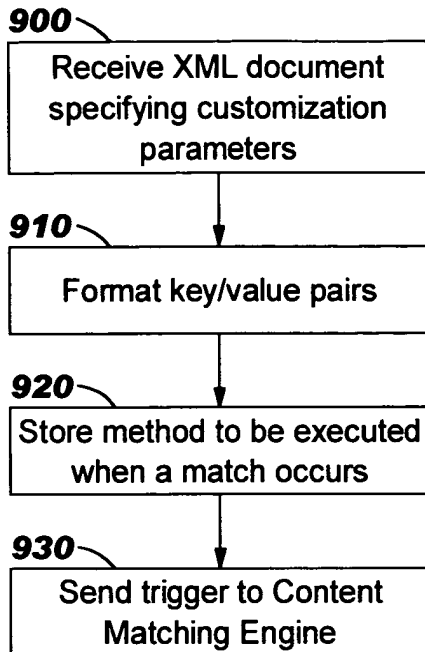 900
Receive XML document
specifying customization
parameters
910
Format key/value pairs
920
Store method to be executed
when a match occurs
930
Send trigger to Content
Matching Engine